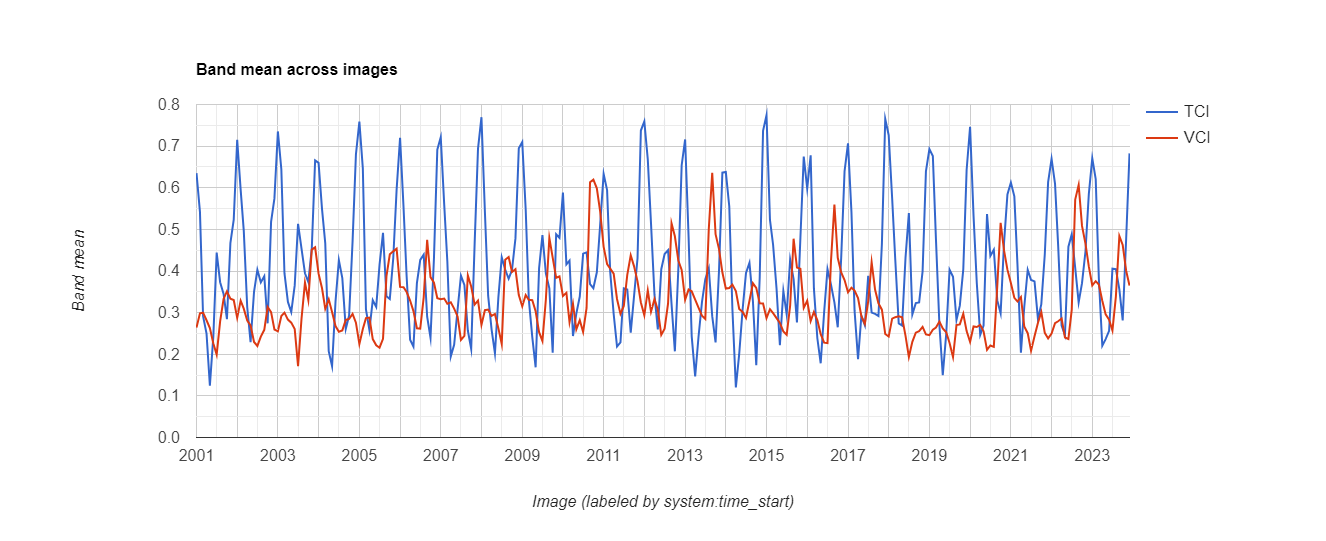 Band mean across images
TCI
VCI
0.8
0.7
0.6
0.5
0.4
0.3
0.2
0.1
0.0
Band mean
2001 2003 2005 2007 2009 2011 2013 2015 2017 2019 2021 2023
Image (labeled by system:time_start)